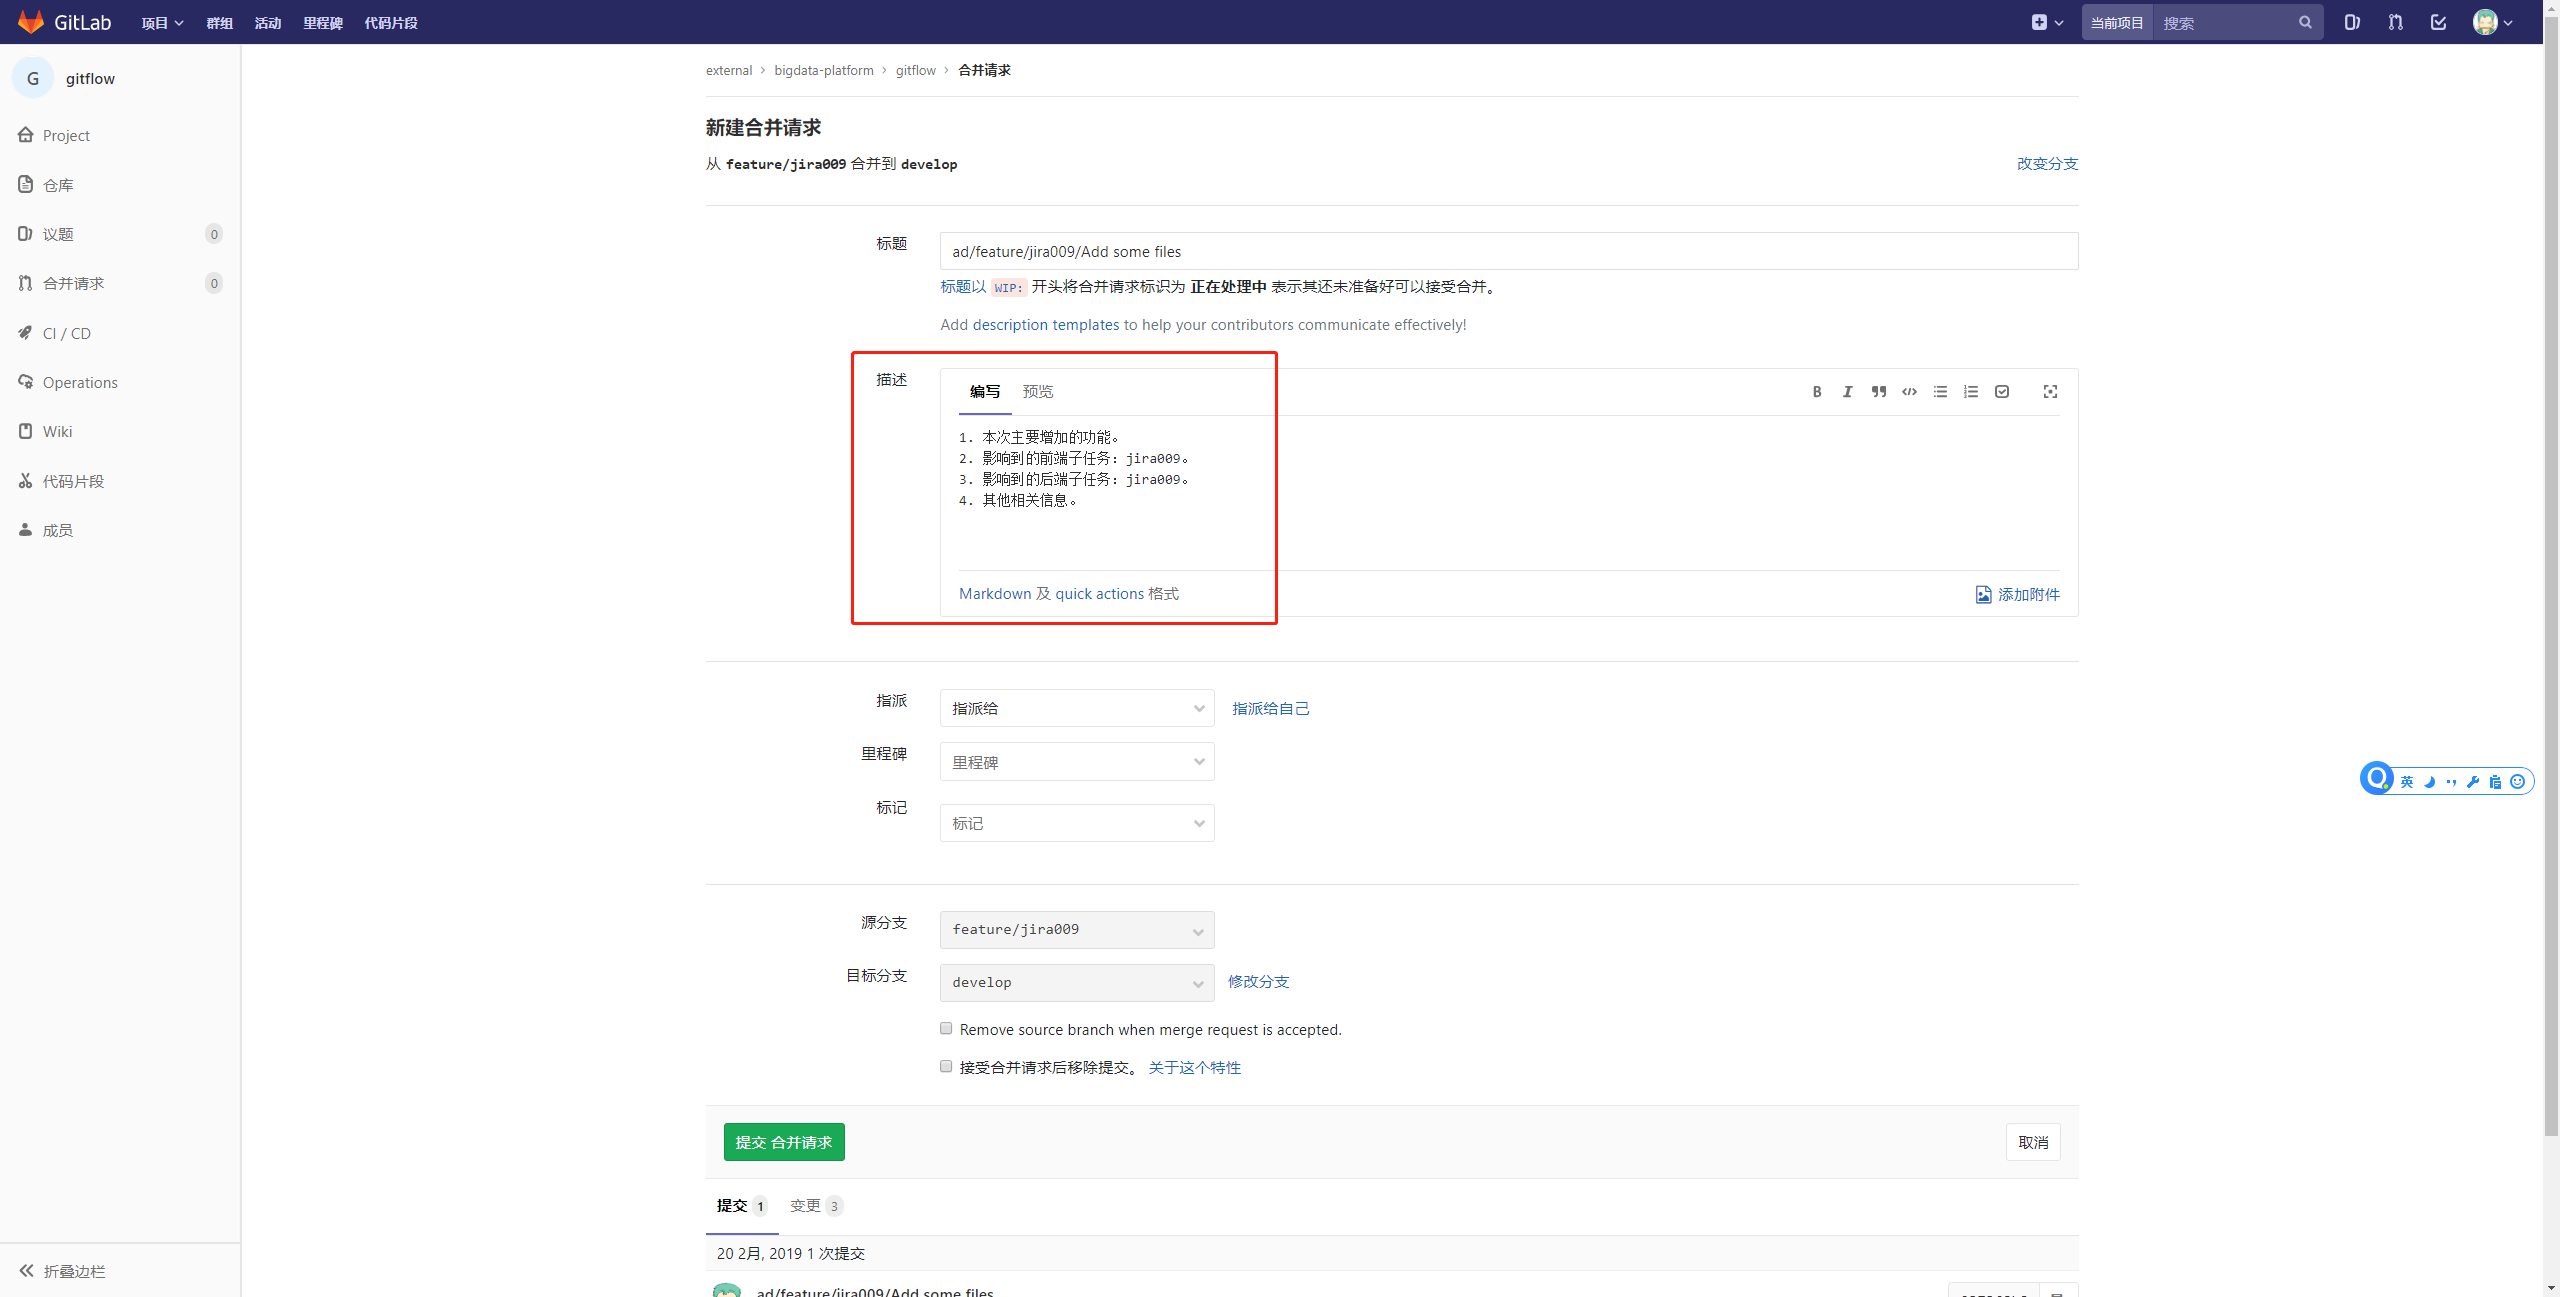 GitLab 项目 群组 活动 里程碑 代码片段 当前项目 搜索
G gitflow
Project
仓库
议题 0
合并请求 0
CI / CD
Operations
Wiki
代码片段
成员
折叠边栏
external › bigdata-platform › gitflow › 合并请求
新建合并请求
从 feature/jira009 合并到 develop 改变分支
标题 ad/feature/jira009/Add some files
标题以 WIP: 开头将合并请求标识为 正在处理中 表示其还未准备好可以接受合并。
Add description templates to help your contributors communicate effectively!
描述 编写 预览
1. 本次主要增加的功能。
2. 影响到的前端子任务：jira009。
3. 影响到的后端子任务：jira009。
4. 其他相关信息。
Markdown 及 quick actions 格式 添加附件
指派 指派给 指派给自己
里程碑 里程碑
标记 标记
英
源分支 feature/jira009
目标分支 develop 修改分支
Remove source branch when merge request is accepted.
接受合并请求后移除提交。 关于这个特性
提交 合并请求 取消
提交 1 变更 3
20 2月, 2019 1 次提交
ad/feature/jira009/Add some files